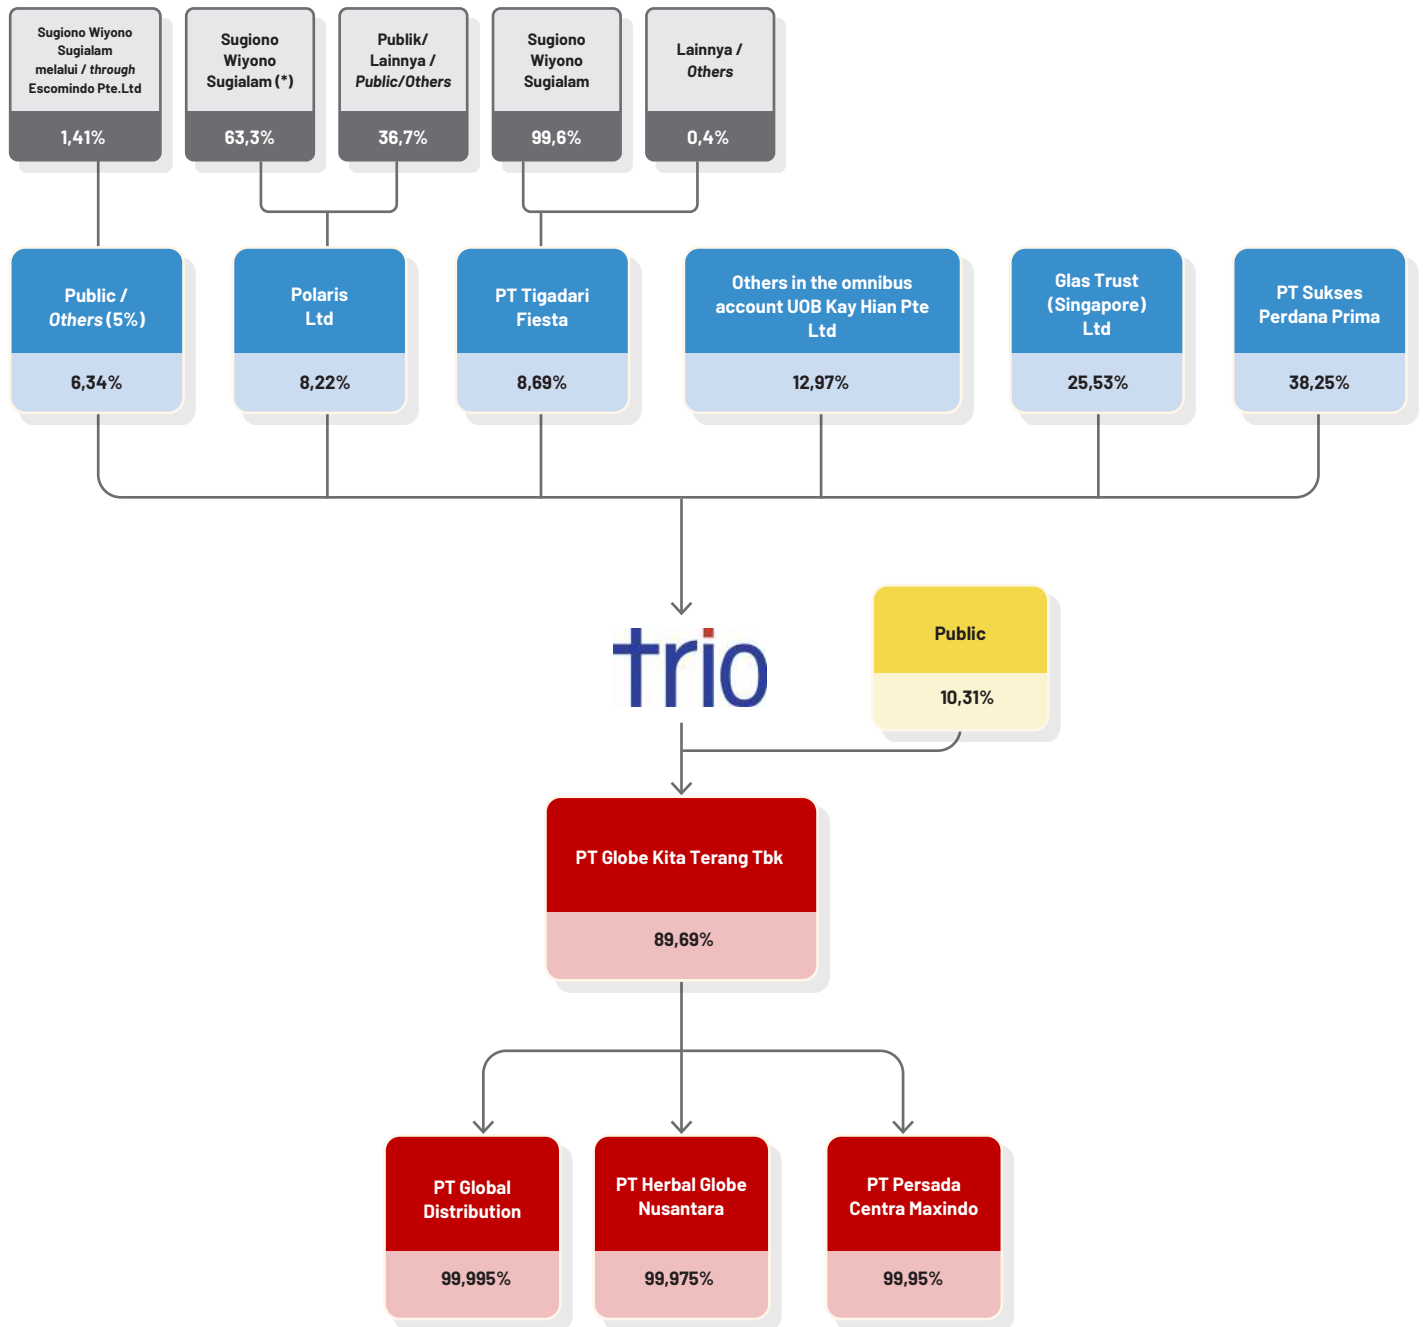 Sugiono Wiyono
Sugialam
melalui / through
Escomindo Pte.Ltd
1,41%
Sugiono
Wiyono
Sugialam (*)
63,3%
Publik/
Lainnya /
Public/Others
36,7%
Sugiono
Wiyono
Sugialam
99,6%
Lainnya /
Others
0,4%
Public /
Others (5%)
6,34%
Polaris
Ltd
8,22%
PT Tigadari
Fiesta
8,69%
Others in the omnibus
account UOB Kay Hian Pte
Ltd
12,97%
Glas Trust
(Singapore)
Ltd
25,53%
PT Sukses
Perdana Prima
38,25%
trio
Public
10,31%
PT Globe Kita Terang Tbk
89,69%
PT Global
Distribution
99,995%
PT Herbal Globe
Nusantara
99,975%
PT Persada
Centra Maxindo
99,95%